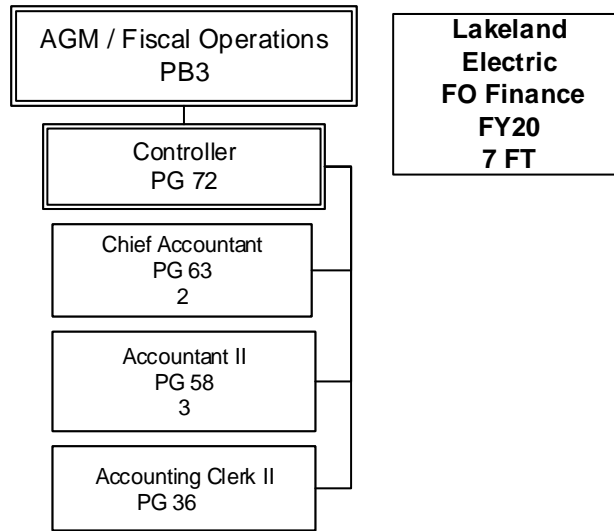 AGM / Fiscal Operations
PB3
Lakeland
Electric
FO Finance
FY20
7 FT
Controller
PG 72
Chief Accountant
PG 63
2
Accountant II
PG 58
3
Accounting Clerk II
PG 36